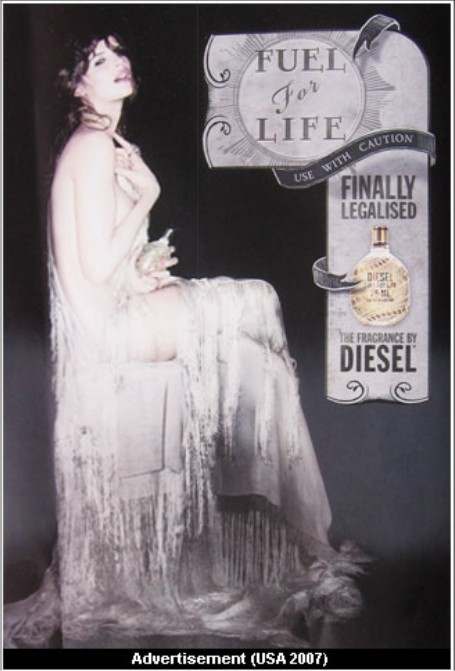 FUEL
For
LIFE
USE WITH CAUTION
FINALLY
LEGALISED
DIESEL
THE FRAGRANCE BY
DIESEL
Advertisement (USA 2007)